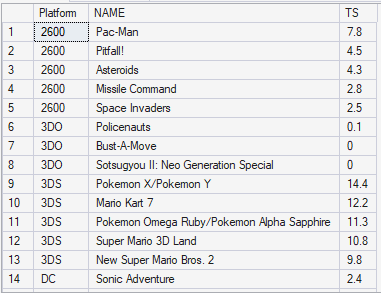 Platform NAME TS
1 2600 Pac-Man 7.8
2 2600 Pitfall! 4.5
3 2600 Asteroids 4.3
4 2600 Missile Command 2.8
5 2600 Space Invaders 2.5
6 3DO Policenauts 0.1
7 3DO Bust-A-Move 0
8 3DO Sotsugyou II: Neo Generation Special 0
9 3DS Pokemon X/Pokemon Y 14.4
10 3DS Mario Kart 7 12.2
11 3DS Pokemon Omega Ruby/Pokemon Alpha Sapphire 11.3
12 3DS Super Mario 3D Land 10.8
13 3DS New Super Mario Bros. 2 9.8
14 DC Sonic Adventure 2.4